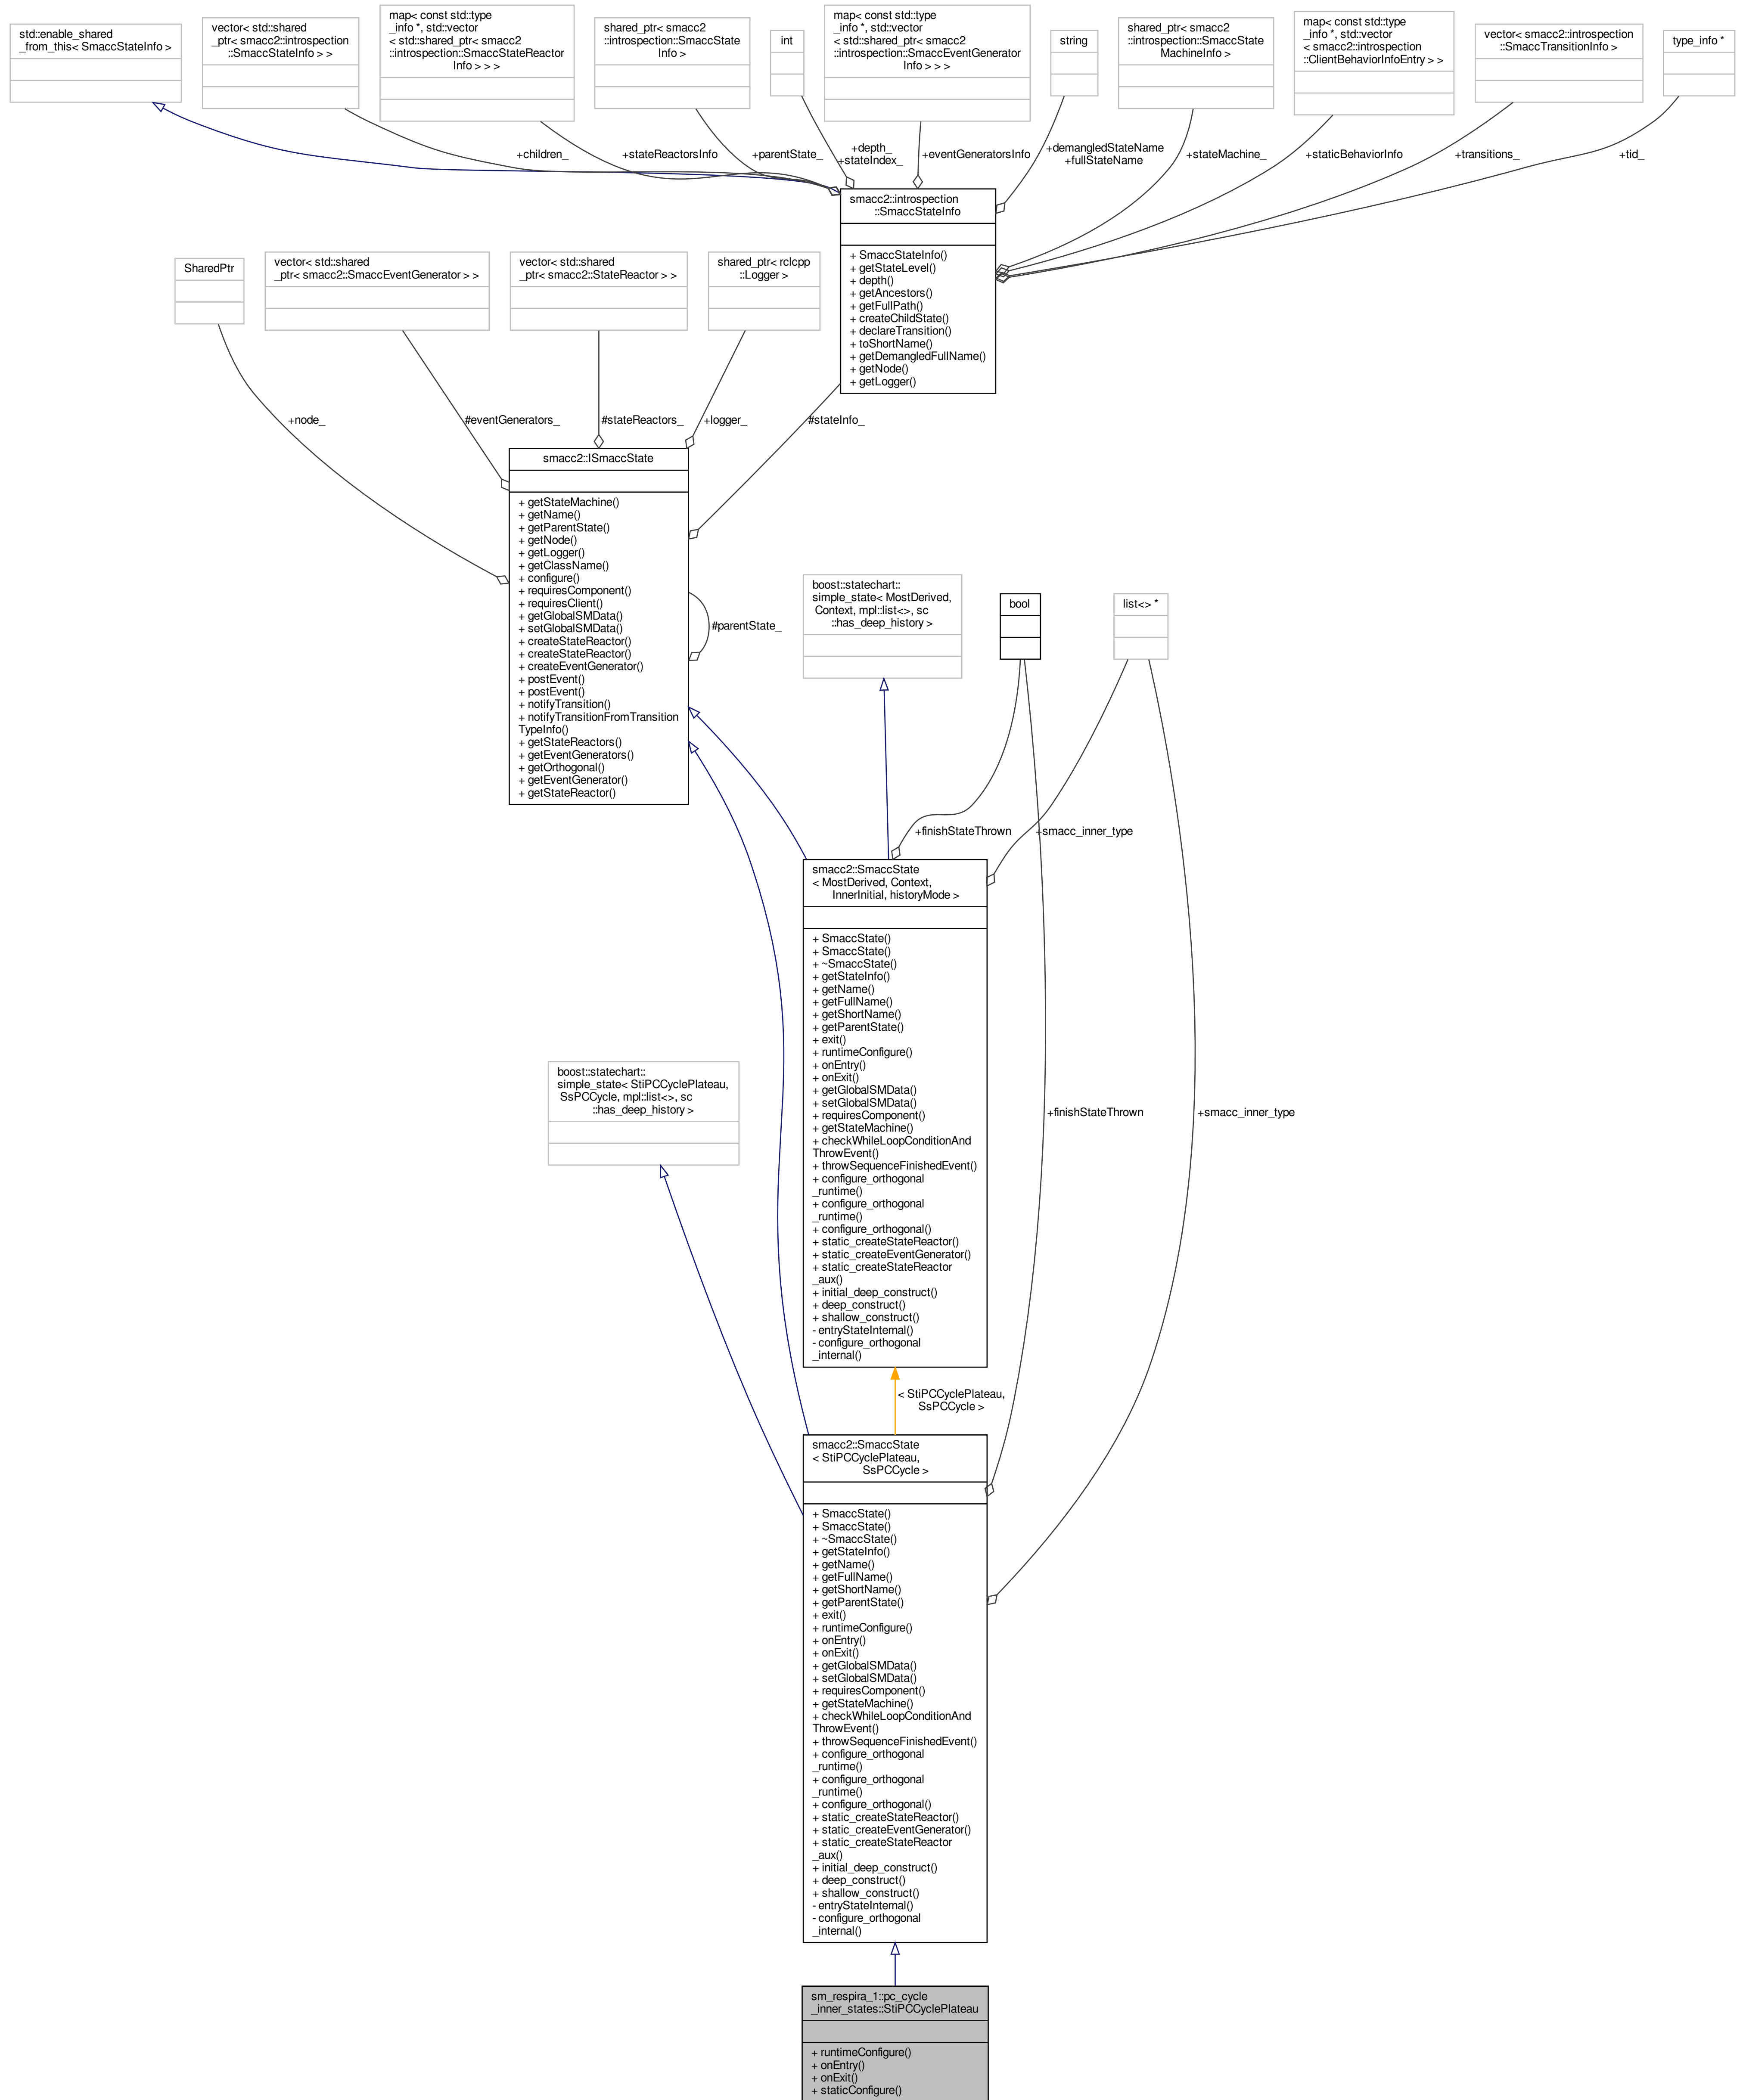 std::enable_shared
_from_this< SmaccStateInfo >
vector< std::shared
_ptr< smacc2::introspection
::SmaccStateInfo > >
map< const std::type
_info *, std::vector
< std::shared_ptr< smacc2
::introspection::SmaccStateReactor
Info > > >
shared_ptr< smacc2
::introspection::SmaccState
Info >
int
map< const std::type
_info *, std::vector
< std::shared_ptr< smacc2
::introspection::SmaccEventGenerator
Info > > >
string
shared_ptr< smacc2
::introspection::SmaccState
MachineInfo >
map< const std::type
_info *, std::vector
< smacc2::introspection
::ClientBehaviorInfoEntry > >
vector< smacc2::introspection
::SmaccTransitionInfo >
type_info *
+children_
+stateReactorsInfo
+parentState_
+depth_
+stateIndex_
+eventGeneratorsInfo
+demangledStateName
+fullStateName
+stateMachine_
+staticBehaviorInfo
+transitions_
+tid_
smacc2::introspection
::SmaccStateInfo
+ SmaccStateInfo()
+ getStateLevel()
+ depth()
+ getAncestors()
+ getFullPath()
+ createChildState()
+ declareTransition()
+ toShortName()
+ getDemangledFullName()
+ getNode()
+ getLogger()
SharedPtr
vector< std::shared
_ptr< smacc2::SmaccEventGenerator > >
vector< std::shared
_ptr< smacc2::StateReactor > >
shared_ptr< rclcpp
::Logger >
+node_
#eventGenerators_
#stateReactors_
+logger_
#stateInfo_
smacc2::ISmaccState
+ getStateMachine()
+ getName()
+ getParentState()
+ getNode()
+ getLogger()
+ getClassName()
+ configure()
+ requiresComponent()
+ requiresClient()
+ getGlobalSMData()
+ setGlobalSMData()
+ createStateReactor()
+ createStateReactor()
+ createEventGenerator()
+ postEvent()
+ postEvent()
+ notifyTransition()
+ notifyTransitionFromTransition
TypeInfo()
+ getStateReactors()
+ getEventGenerators()
+ getOrthogonal()
+ getEventGenerator()
+ getStateReactor()
#parentState_
boost::statechart::
simple_state< MostDerived,
Context, mpl::list<>, sc
::has_deep_history >
bool
list<> *
+finishStateThrown
+smacc_inner_type
smacc2::SmaccState
< MostDerived, Context,
InnerInitial, historyMode >
+ SmaccState()
+ SmaccState()
+ ~SmaccState()
+ getStateInfo()
+ getName()
+ getFullName()
+ getShortName()
+ getParentState()
+ exit()
+ runtimeConfigure()
+ onEntry()
+ onExit()
+ getGlobalSMData()
+ setGlobalSMData()
+ requiresComponent()
+ getStateMachine()
+ checkWhileLoopConditionAnd
ThrowEvent()
+ throwSequenceFinishedEvent()
+ configure_orthogonal
_runtime()
+ configure_orthogonal
_runtime()
+ configure_orthogonal()
+ static_createStateReactor()
+ static_createEventGenerator()
+ static_createStateReactor
_aux()
+ initial_deep_construct()
+ deep_construct()
+ shallow_construct()
- entryStateInternal()
- configure_orthogonal
_internal()
boost::statechart::
simple_state< StiPCCyclePlateau,
SsPCCycle, mpl::list<>, sc
::has_deep_history >
+finishStateThrown
+smacc_inner_type
< StiPCCyclePlateau,
SsPCCycle >
smacc2::SmaccState
< StiPCCyclePlateau,
SsPCCycle >
+ SmaccState()
+ SmaccState()
+ ~SmaccState()
+ getStateInfo()
+ getName()
+ getFullName()
+ getShortName()
+ getParentState()
+ exit()
+ runtimeConfigure()
+ onEntry()
+ onExit()
+ getGlobalSMData()
+ setGlobalSMData()
+ requiresComponent()
+ getStateMachine()
+ checkWhileLoopConditionAnd
ThrowEvent()
+ throwSequenceFinishedEvent()
+ configure_orthogonal
_runtime()
+ configure_orthogonal
_runtime()
+ configure_orthogonal()
+ static_createStateReactor()
+ static_createEventGenerator()
+ static_createStateReactor
_aux()
+ initial_deep_construct()
+ deep_construct()
+ shallow_construct()
- entryStateInternal()
- configure_orthogonal
_internal()
sm_respira_1::pc_cycle
_inner_states::StiPCCyclePlateau
+ runtimeConfigure()
+ onEntry()
+ onExit()
+ staticConfigure()